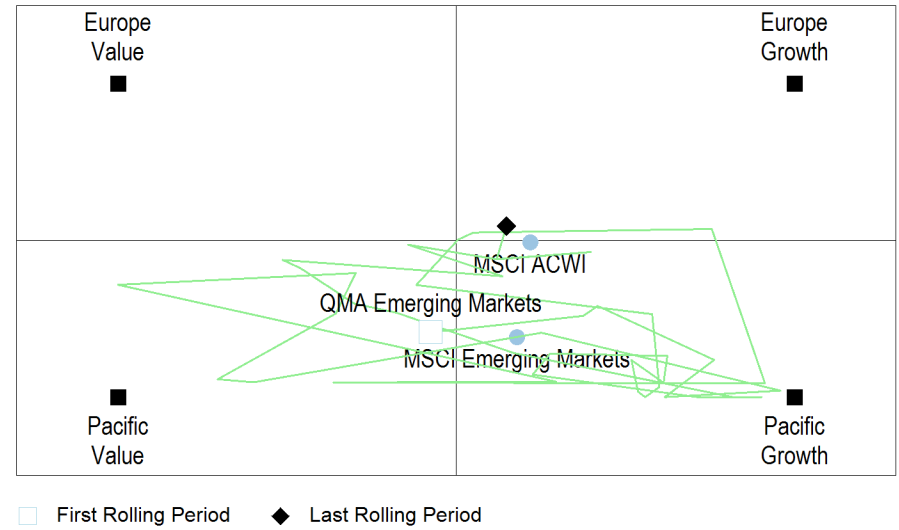 Europe
Value
Europe
Growth
MSCI ACWI
QMA Emerging Markets
MSCI Emerging Markets
Pacific
Value
Pacific
Growth
First Rolling Period
Last Rolling Period